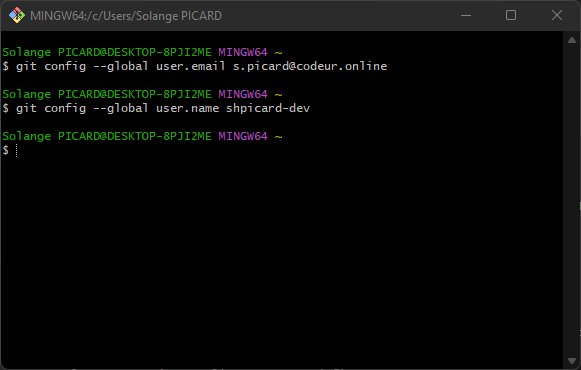 MINGW64:/c/Users/Solange PICARD
Solange PICARD@DESKTOP-8PJI2ME MINGW64 ~
$ git config --global user.email s.picard@codeur.online
Solange PICARD@DESKTOP-8PJI2ME MINGW64 ~
$ git config --global user.name shpicard-dev
Solange PICARD@DESKTOP-8PJI2ME MINGW64 ~
$